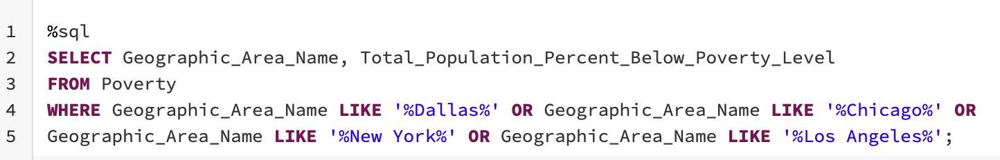 1 %sql
2 SELECT Geographic_Area_Name, Total_Population_Percent_Below_Poverty_Level
3 FROM Poverty
4 WHERE Geographic_Area_Name LIKE '%Dallas%' OR Geographic_Area_Name LIKE '%Chicago%' OR
5 Geographic_Area_Name LIKE '%New York%' OR Geographic_Area_Name LIKE '%Los Angeles%';